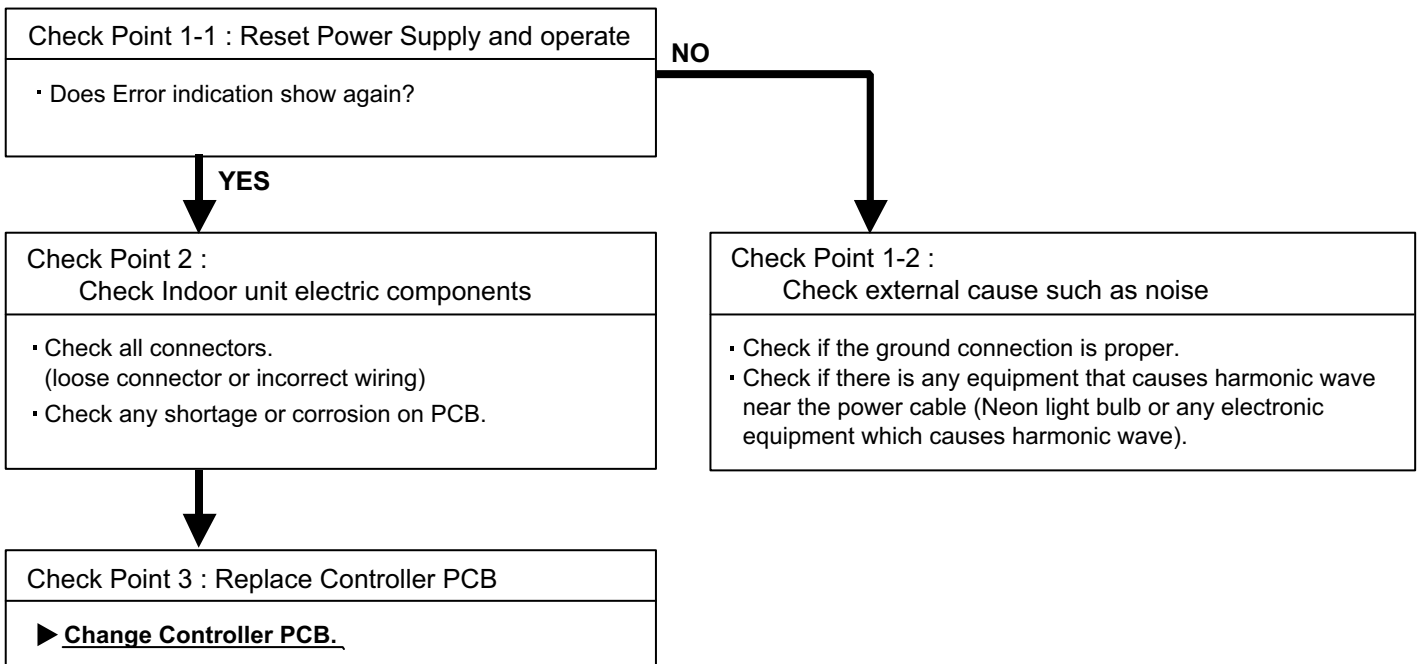 Check Point 1-1 : Reset Power Supply and operate
· Does Error indication show again?
NO
YES
Check Point 2 :
Check Indoor unit electric components
· Check all connectors.
(loose connector or incorrect wiring)
· Check any shortage or corrosion on PCB.
Check Point 1-2 :
Check external cause such as noise
· Check if the ground connection is proper.
· Check if there is any equipment that causes harmonic wave
near the power cable (Neon light bulb or any electronic
equipment which causes harmonic wave).
Check Point 3 : Replace Controller PCB
▶ Change Controller PCB.